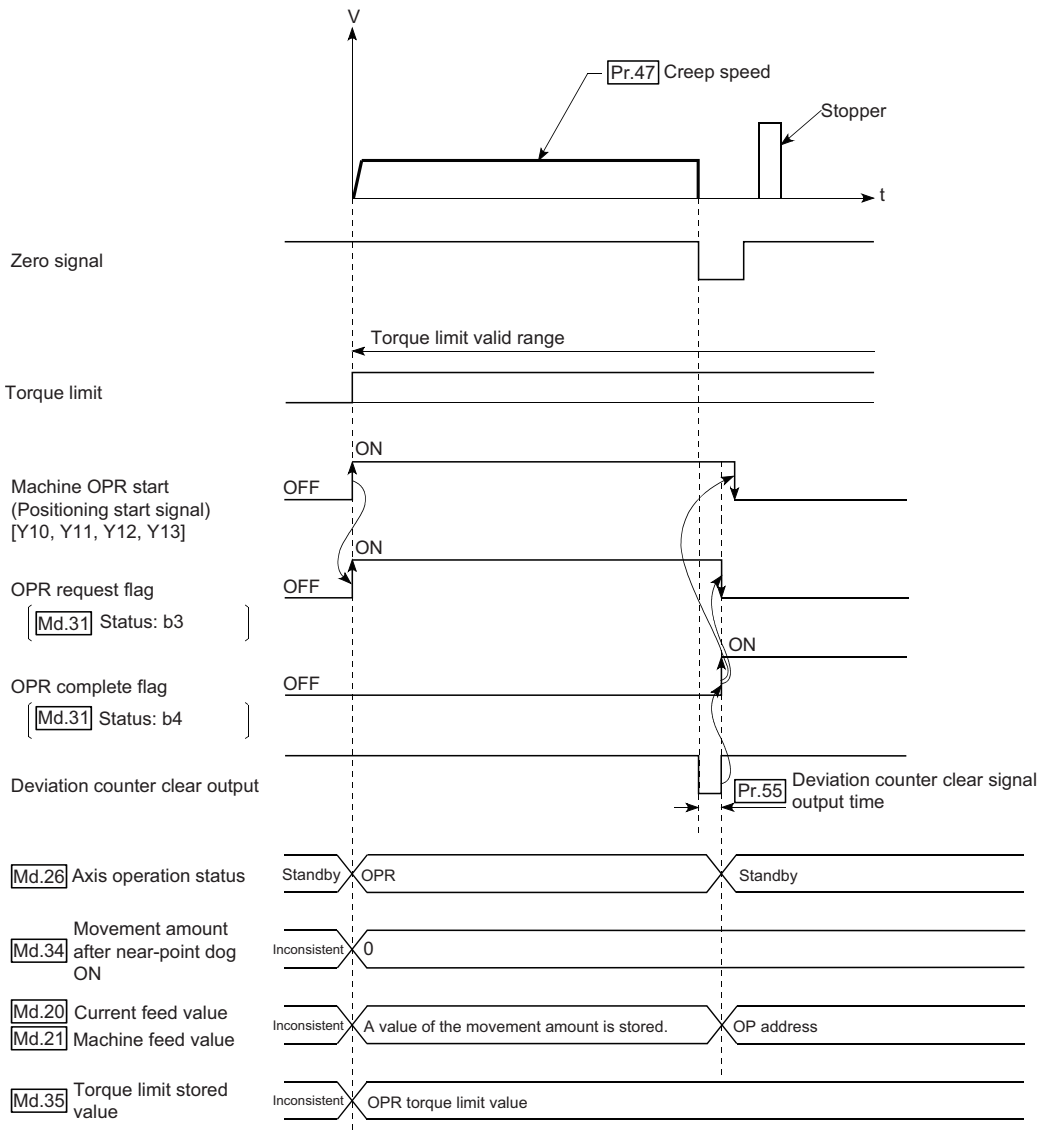 V
Pr.47 Creep speed
Stopper
t
Zero signal
Torque limit valid range
Torque limit
ON
Machine OPR start
(Positioning start signal)
[Y10, Y11, Y12, Y13]
OFF
ON
OPR request flag
OFF
Md.31 Status: b3
ON
OPR complete flag
OFF
Md.31 Status: b4
Deviation counter clear output
Pr.55 Deviation counter clear signal
output time
Md.26 Axis operation status
Standby
OPR
Standby
Md.34 Movement amount
after near-point dog
ON
Inconsistent
0
Md.20 Current feed value
Md.21 Machine feed value
Inconsistent
A value of the movement amount is stored.
OP address
Md.35 Torque limit stored
value
Inconsistent
OPR torque limit value